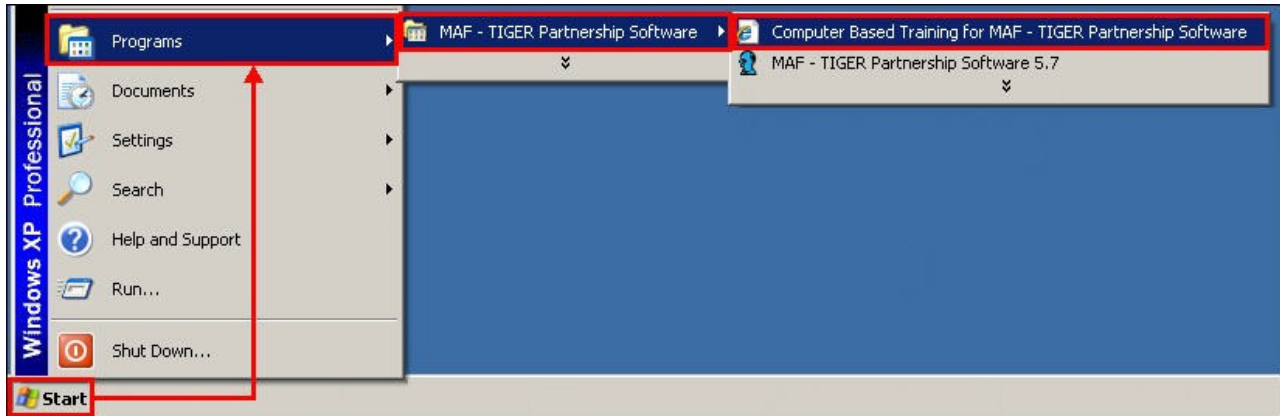 Programs
MAF - TIGER Partnership Software
Computer Based Training for MAF - TIGER Partnership Software
MAF - TIGER Partnership Software 5.7
Documents
Settings
Search
Help and Support
Run...
Shut Down...
Windows XP Professional
Start